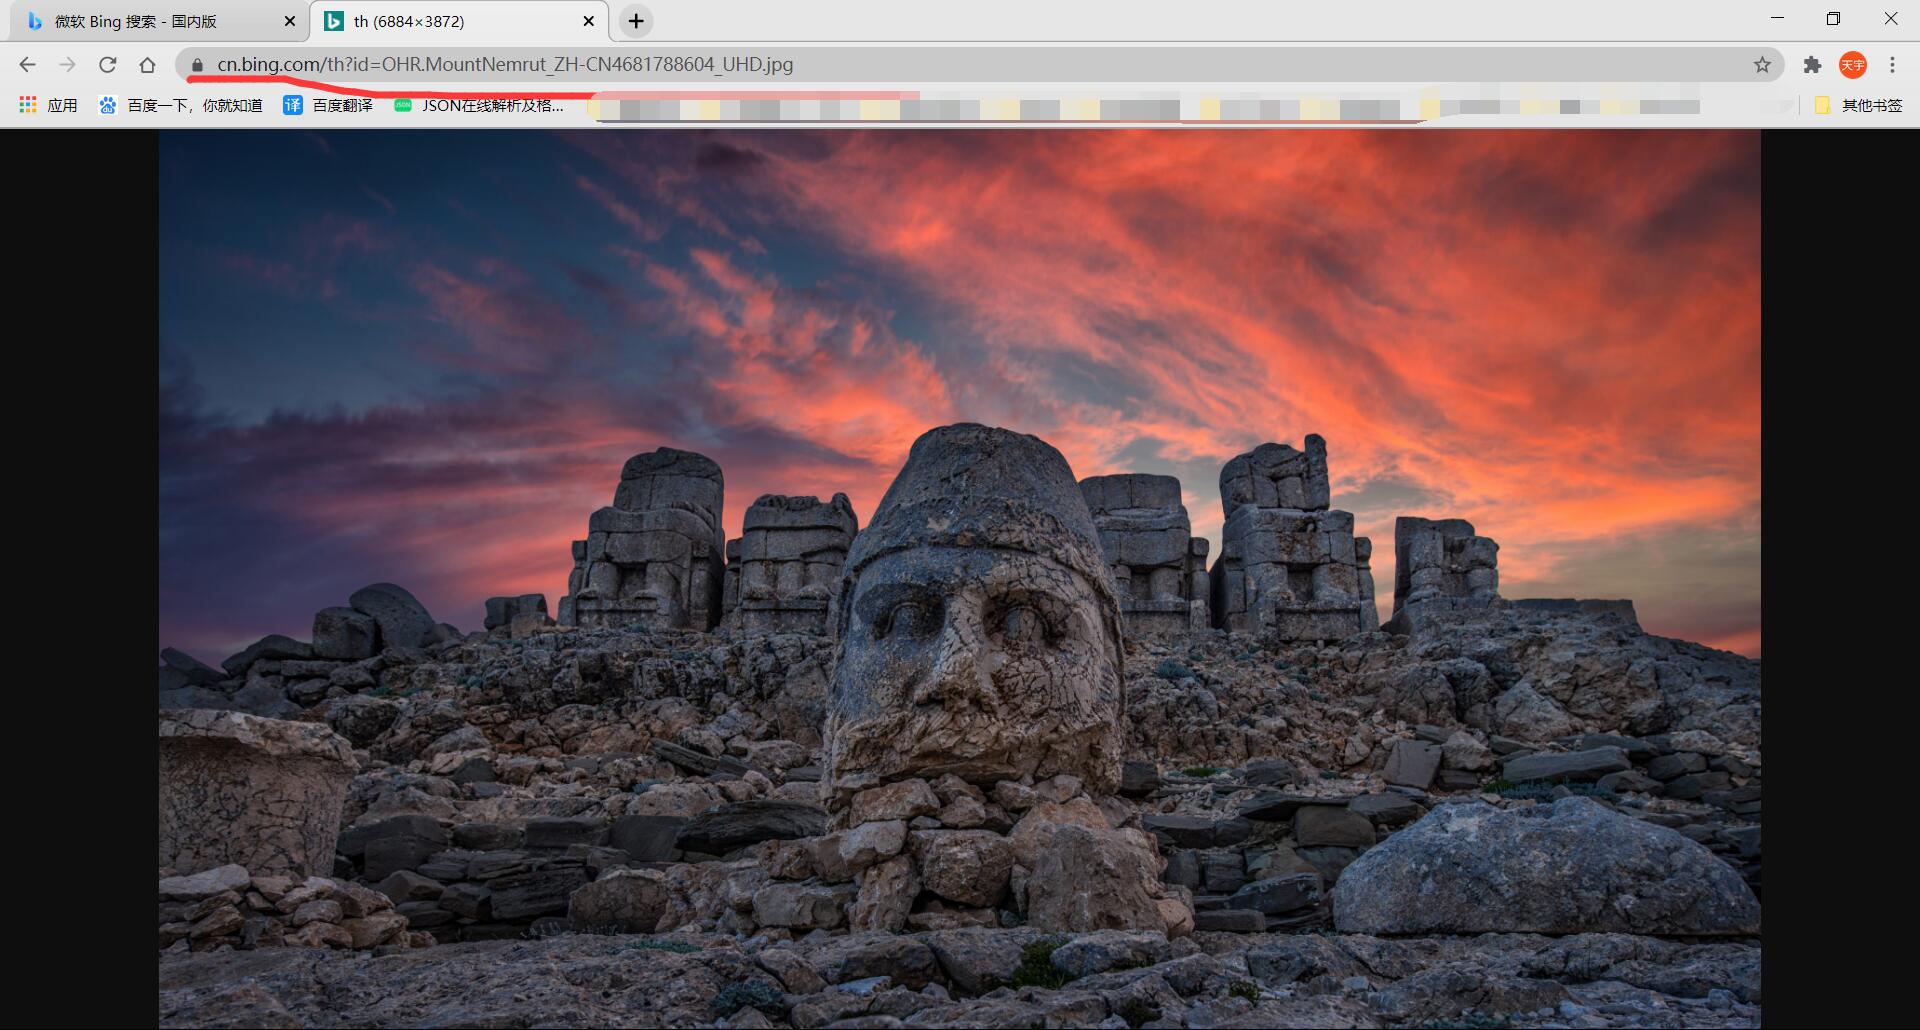 微软 Bing 搜索 - 国内版
th (6884×3872)
cn.bing.com/th?id=OHR.MountNemrut_ZH-CN4681788604_UHD.jpg
天宇
应用
百度一下，你就知道
译 百度翻译
JSON JSON在线解析及格...
其他书签